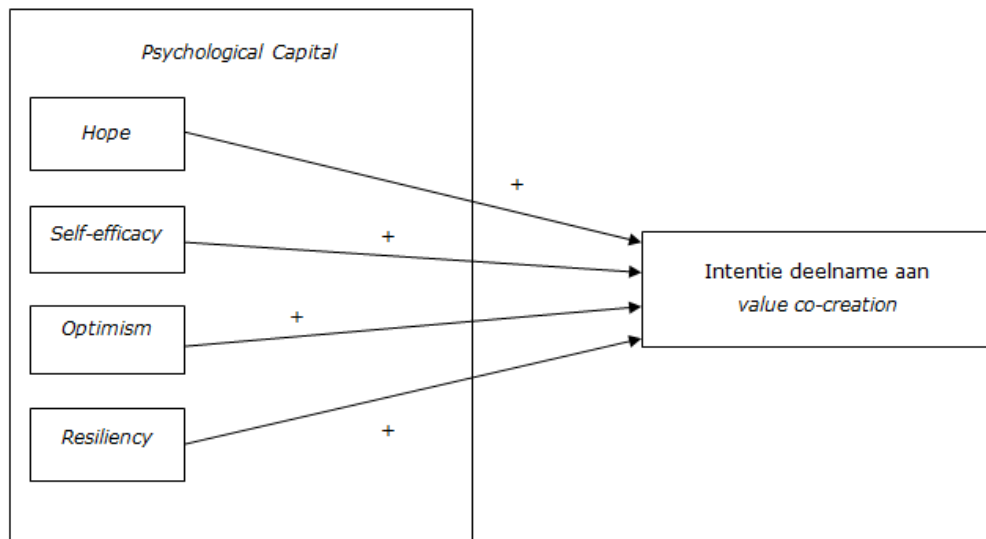 Psychological Capital
Hope
+
Self-efficacy
+
Optimism
+
Resiliency
+
Intentie deelname aan
value co-creation